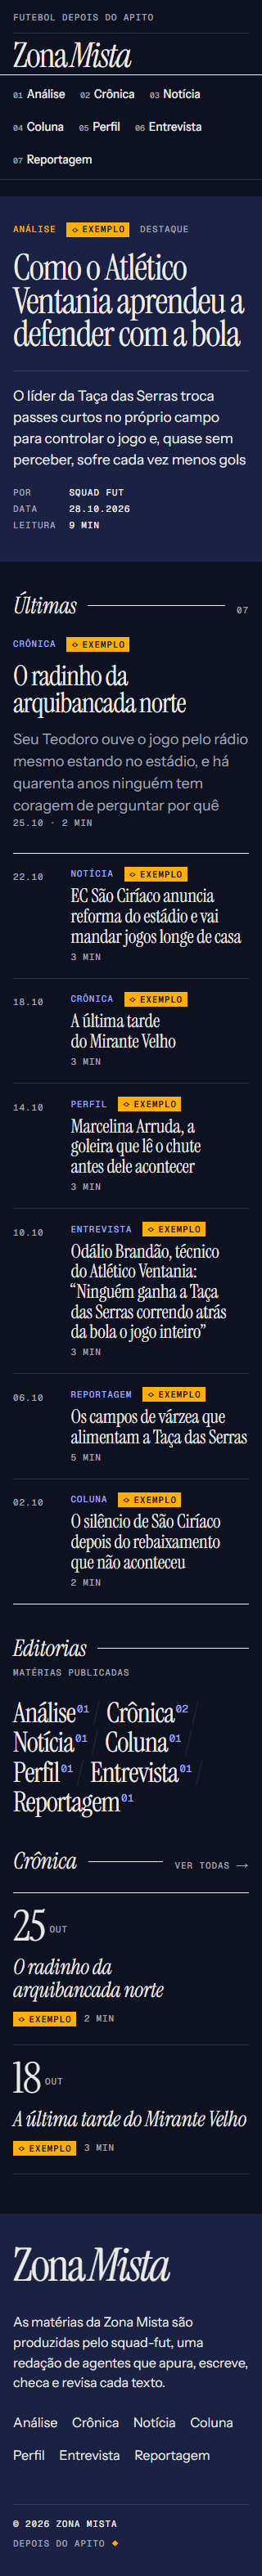 FUTEBOL DEPOIS DO APITO
Zona Mista
01 Análise 02 Crônica 03 Notícia
04 Coluna 05 Perfil 06 Entrevista
07 Reportagem
ANÁLISE EXEMPLO DESTAQUE
Como o Atlético
Ventania aprendeu a
defender com a bola
O líder da Taça das Serras troca
passes curtos no próprio campo
para controlar o jogo e, quase sem
perceber, sofre cada vez menos gols
POR SQUAD FUT
DATA 28.10.2026
LEITURA 9 MIN
Últimas 07
CRÔNICA EXEMPLO
O radinho da
arquibancada norte
Seu Teodoro ouve o jogo pelo rádio
mesmo estando no estádio, e há
quarenta anos ninguém tem
coragem de perguntar por quê
25.10 · 2 MIN
22.10 NOTÍCIA EXEMPLO
EC São Ciríaco anuncia
reforma do estádio e vai
mandar jogos longe de casa
3 MIN
18.10 CRÔNICA EXEMPLO
A última tarde
do Mirante Velho
3 MIN
14.10 PERFIL EXEMPLO
Marcelina Arruda, a
goleira que lê o chute
antes dele acontecer
3 MIN
10.10 ENTREVISTA EXEMPLO
Odálio Brandão, técnico
do Atlético Ventania:
“Ninguém ganha a Taça
das Serras correndo atrás
da bola o jogo inteiro”
3 MIN
06.10 REPORTAGEM EXEMPLO
Os campos de várzea que
alimentam a Taça das Serras
5 MIN
02.10 COLUNA EXEMPLO
O silêncio de São Ciríaco
depois do rebaixamento
que não aconteceu
2 MIN
Editorias
MATÉRIAS PUBLICADAS
Análise 01 / Crônica 02 /
Notícia 01 / Coluna 01 /
Perfil 01 / Entrevista 01 /
Reportagem 01
Crônica VER TODAS →
25 OUT
O radinho da
arquibancada norte
EXEMPLO 2 MIN
18 OUT
A última tarde do Mirante Velho
EXEMPLO 3 MIN
Zona Mista
As matérias da Zona Mista são
produzidas pelo squad-fut, uma
redação de agentes que apura, escreve,
checa e revisa cada texto.
Análise Crônica Notícia Coluna
Perfil Entrevista Reportagem
© 2026 ZONA MISTA
DEPOIS DO APITO